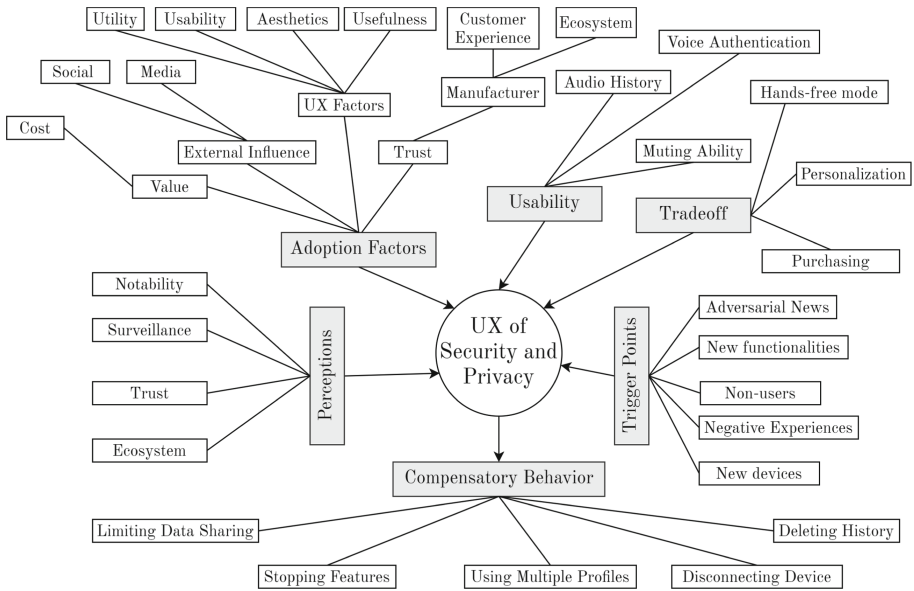 Utility
Usability
Aesthetics
Usefulness
Customer
Experience
Ecosystem
Voice Authentication
Social
Media
UX Factors
Manufacturer
Audio History
Hands-free mode
Cost
External Influence
Trust
Muting Ability
Value
Personalization
Usability
Tradeoff
Adoption Factors
Purchasing
Notability
Surveillance
Trust
Ecosystem
Perceptions
UX of
Security and
Privacy
Trigger Points
Adversarial News
New functionalities
Non-users
Negative Experiences
New devices
Compensatory Behavior
Limiting Data Sharing
Deleting History
Stopping Features
Using Multiple Profiles
Disconnecting Device